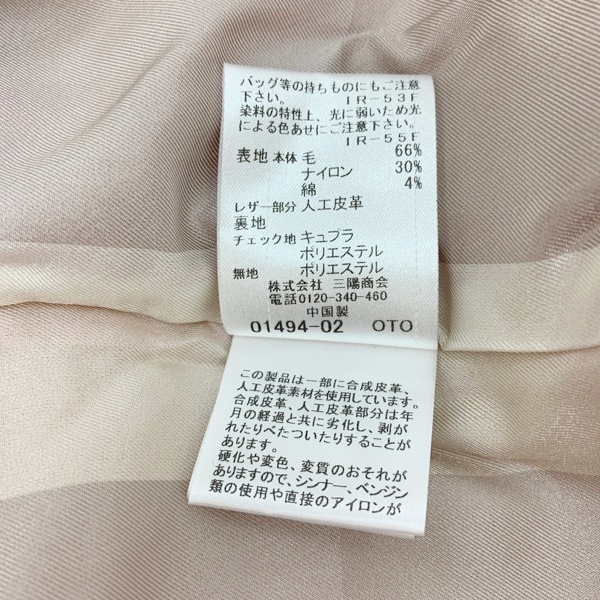 バッグ等の持ちものにもご注意
下さい。 IR-53F
染料の特性上、光に弱いため光
による色あせにご注意下さい。
IR-55F
表地 本体 毛 66%
ナイロン 30%
綿 4%
レザー部分 人工皮革
裏地
チェック地 キュプラ
ポリエステル
無地 ポリエステル
株式会社 三陽商会
電話0120-340-460
中国製
01494-02 OTO
この製品は一部に合成皮革、
人工皮革素材を使用しています。
合成皮革、人工皮革部分は年
月の経過と共に劣化し、剥が
れたりべたついたりすることが
あります。
硬化や変色、変質のおそれが
ありますので、シンナー、ベンジン
類の使用や直接のアイロンが